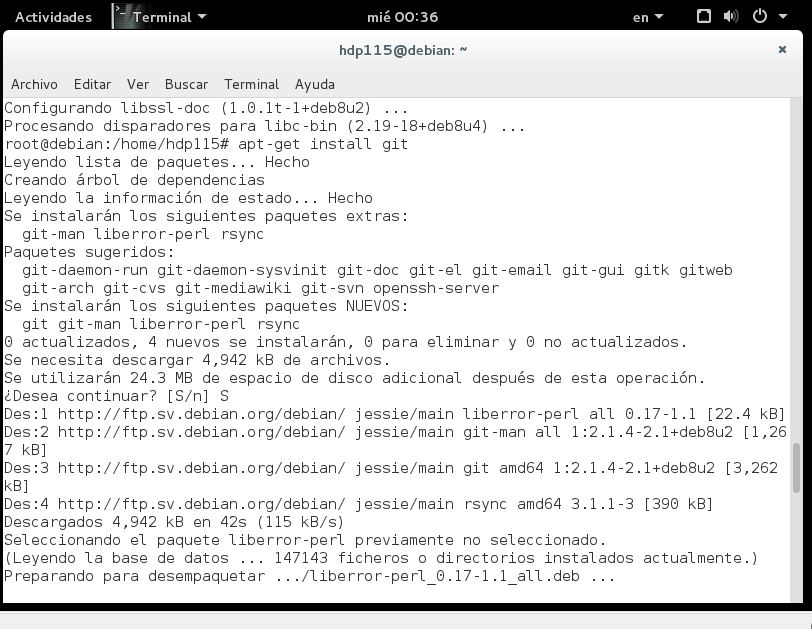 Actividades Terminal mié 00:36 en
hdp115@debian: ~ ×
Archivo Editar Ver Buscar Terminal Ayuda
Configurando libssl-doc (1.0.1t-1+deb8u2) ...
Procesando disparadores para libc-bin (2.19-18+deb8u4) ...
root@debian:/home/hdp115# apt-get install git
Leyendo lista de paquetes... Hecho
Creando árbol de dependencias
Leyendo la información de estado... Hecho
Se instalarán los siguientes paquetes extras:
git-man liberror-perl rsync
Paquetes sugeridos:
git-daemon-run git-daemon-sysvinit git-doc git-el git-email git-gui gitk gitweb
git-arch git-cvs git-mediawiki git-svn openssh-server
Se instalarán los siguientes paquetes NUEVOS:
git git-man liberror-perl rsync
0 actualizados, 4 nuevos se instalarán, 0 para eliminar y 0 no actualizados.
Se necesita descargar 4,942 kB de archivos.
Se utilizarán 24.3 MB de espacio de disco adicional después de esta operación.
¿Desea continuar? [S/n] S
Des:1 http://ftp.sv.debian.org/debian/ jessie/main liberror-perl all 0.17-1.1 [22.4 kB]
Des:2 http://ftp.sv.debian.org/debian/ jessie/main git-man all 1:2.1.4-2.1+deb8u2 [1,26
7 kB]
Des:3 http://ftp.sv.debian.org/debian/ jessie/main git amd64 1:2.1.4-2.1+deb8u2 [3,262
kB]
Des:4 http://ftp.sv.debian.org/debian/ jessie/main rsync amd64 3.1.1-3 [390 kB]
Descargados 4,942 kB en 42s (115 kB/s)
Seleccionando el paquete liberror-perl previamente no seleccionado.
(Leyendo la base de datos ... 147143 ficheros o directorios instalados actualmente.)
Preparando para desempaquetar .../liberror-perl_0.17-1.1_all.deb ...